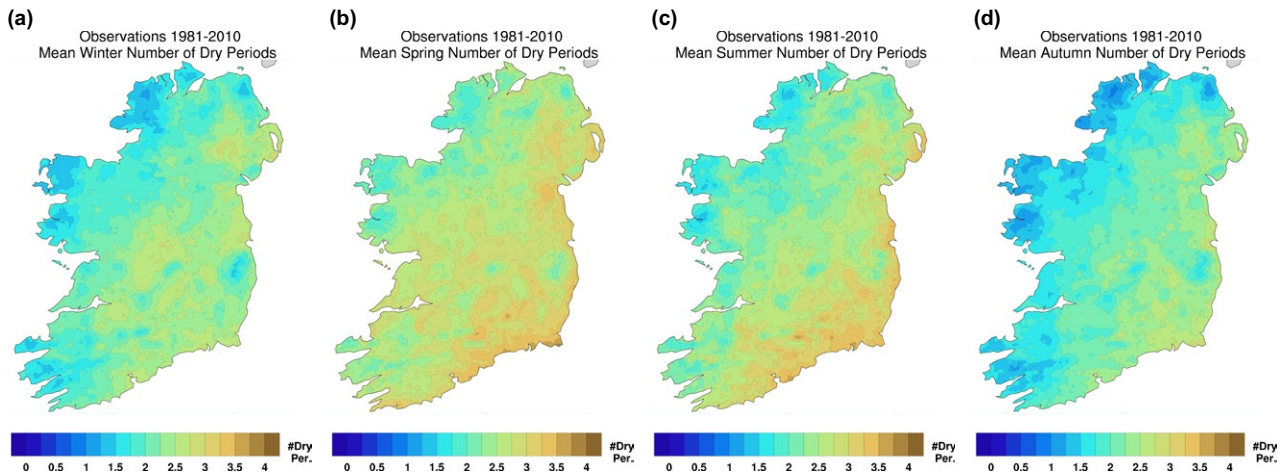 (a)
Observations 1981-2010
Mean Winter Number of Dry Periods
0 0.5 1 1.5 2 2.5 3 3.5 4
#Dry
Per..
(b)
Observations 1981-2010
Mean Spring Number of Dry Periods
0 0.5 1 1.5 2 2.5 3 3.5 4
#Dry
Per..
(c)
Observations 1981-2010
Mean Summer Number of Dry Periods
0 0.5 1 1.5 2 2.5 3 3.5 4
#Dry
Per..
(d)
Observations 1981-2010
Mean Autumn Number of Dry Periods
0 0.5 1 1.5 2 2.5 3 3.5 4
#Dry
Per..